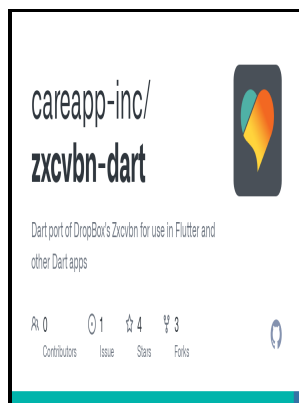 careapp-inc/
zxcvbn-dart
Dart port of DropBox's Zxcvbn for use in Flutter and
other Dart apps
0 1 4 3
Contributors Issue Stars Forks